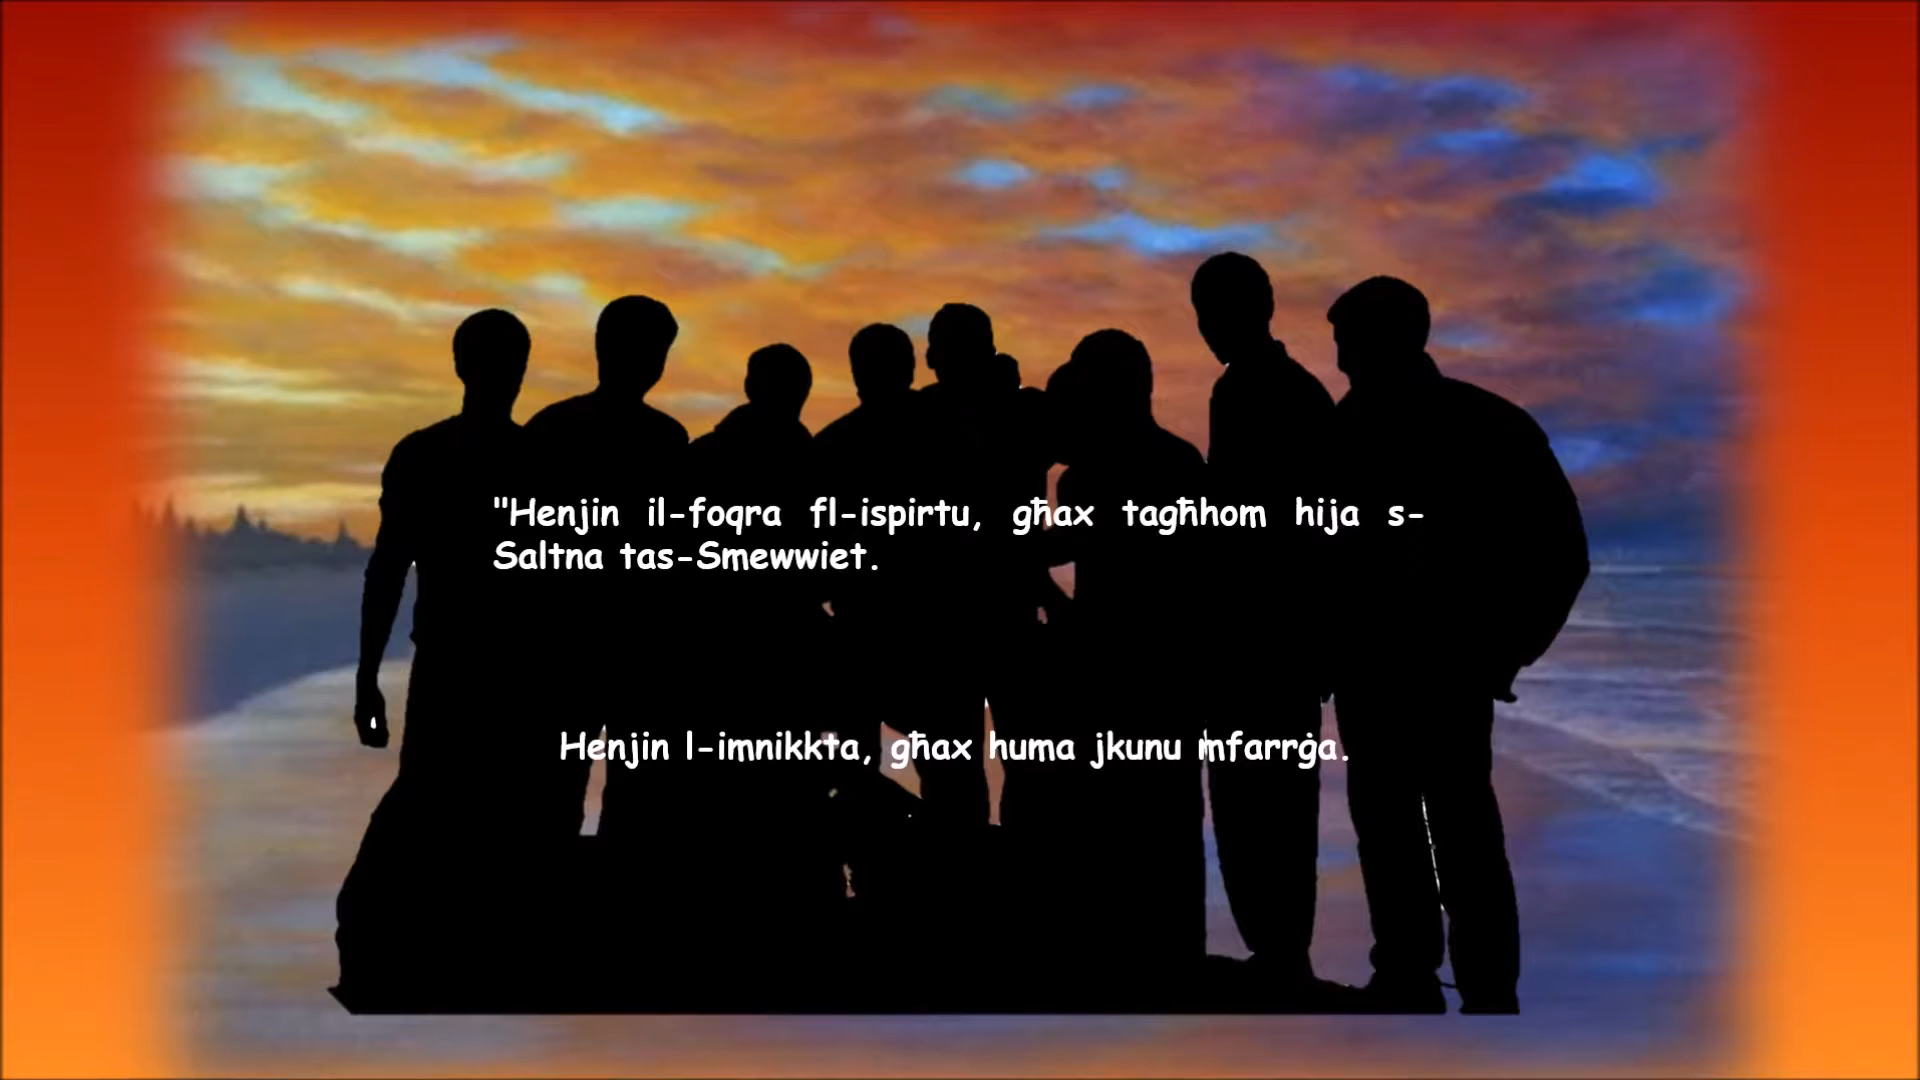 "Henjin il-foqra fl-ispirtu, għax tagħhom hija s-
Saltna tas-Smewwiet.
Henjin l-imnikkta, għax huma jkunu mfarrġa.